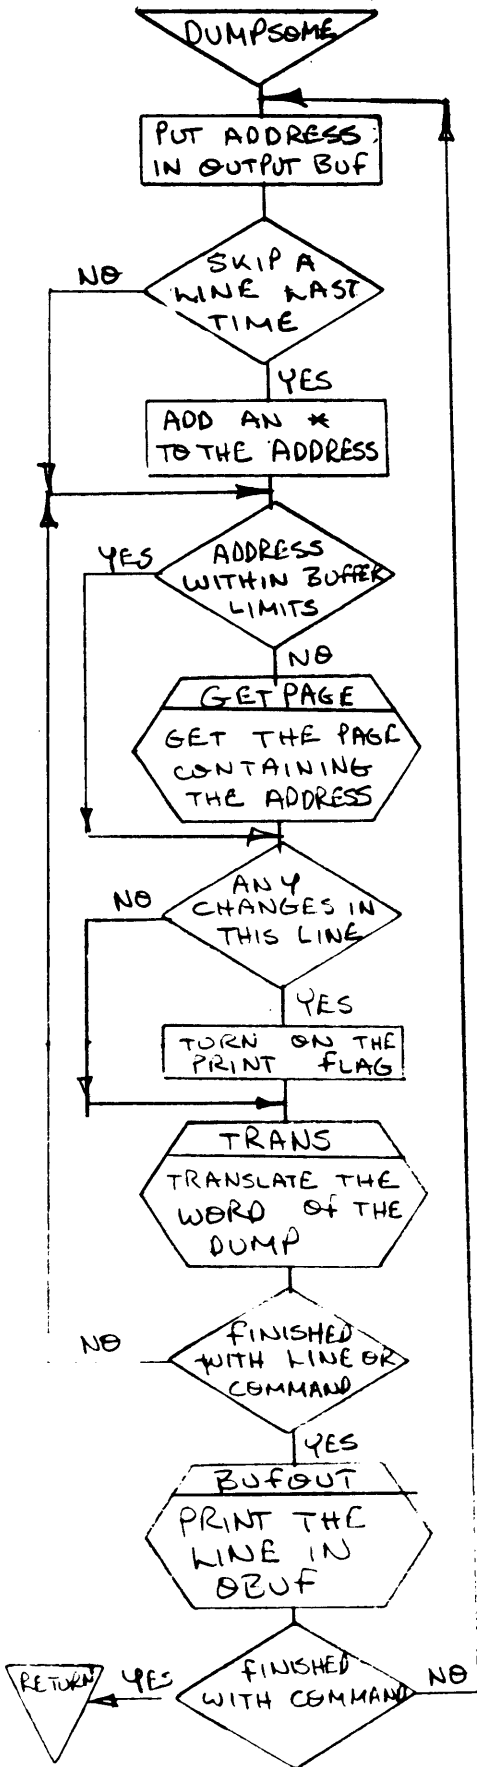 DUMPSOME
PUT ADDRESS
IN OUTPUT BUF
SKIP A
LINE LAST
TIME
NO
YES
ADD AN *
TO THE ADDRESS
ADDRESS
WITHIN BUFFER
LIMITS
YES
NO
GETPAGE
GET THE PAGE
CONTAINING
THE ADDRESS
ANY
CHANGES IN
THIS LINE
NO
YES
TURN ON THE
PRINT FLAG
TRANS
TRANSLATE THE
WORD OF THE
DUMP
FINISHED
WITH LINE OR
COMMAND
NO
YES
BUFOUT
PRINT THE
LINE IN
OBUF
FINISHED
WITH COMMAND
NO
YES
RETURN